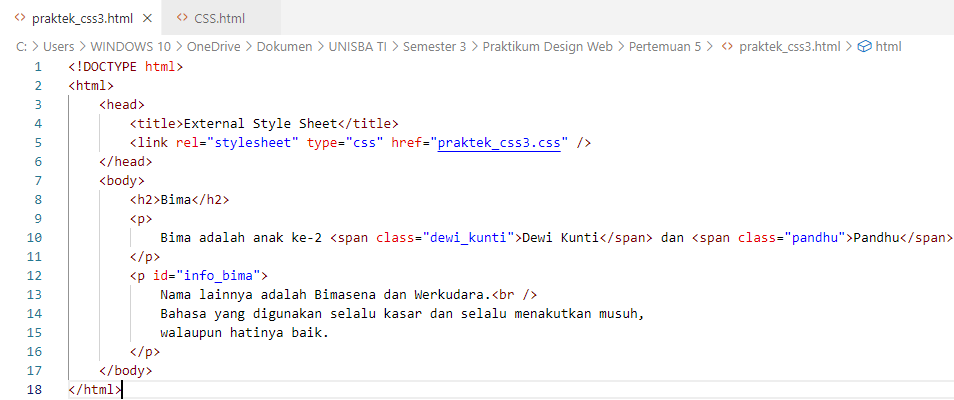 praktek_css3.html × CSS.html
C: > Users > WINDOWS 10 > OneDrive > Dokumen > UNISBA TI > Semester 3 > Praktikum Design Web > Pertemuan 5 > praktek_css3.html > html
1 <!DOCTYPE html>
2 <html>
3 <head>
4 <title>External Style Sheet</title>
5 <link rel="stylesheet" type="css" href="praktek_css3.css" />
6 </head>
7 <body>
8 <h2>Bima</h2>
9 <p>
10 Bima adalah anak ke-2 <span class="dewi_kunti">Dewi Kunti</span> dan <span class="pandhu">Pandhu</span>
11 </p>
12 <p id="info_bima">
13 Nama lainnya adalah Bimasena dan Werkudara.<br />
14 Bahasa yang digunakan selalu kasar dan selalu menakutkan musuh,
15 walaupun hatinya baik.
16 </p>
17 </body>
18 </html>